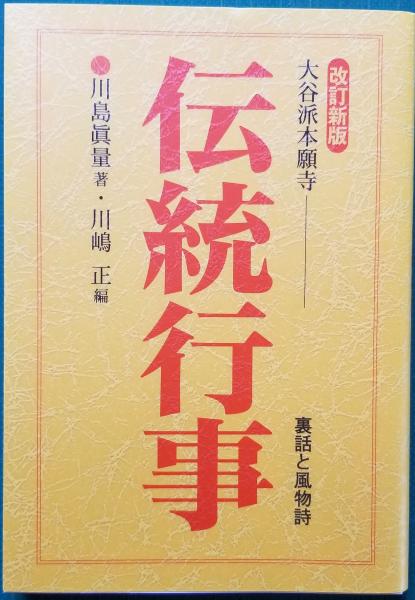 改訂新版
大谷派本願寺
伝統行事
裏話と風物詩
川島眞量著・川嶋正編